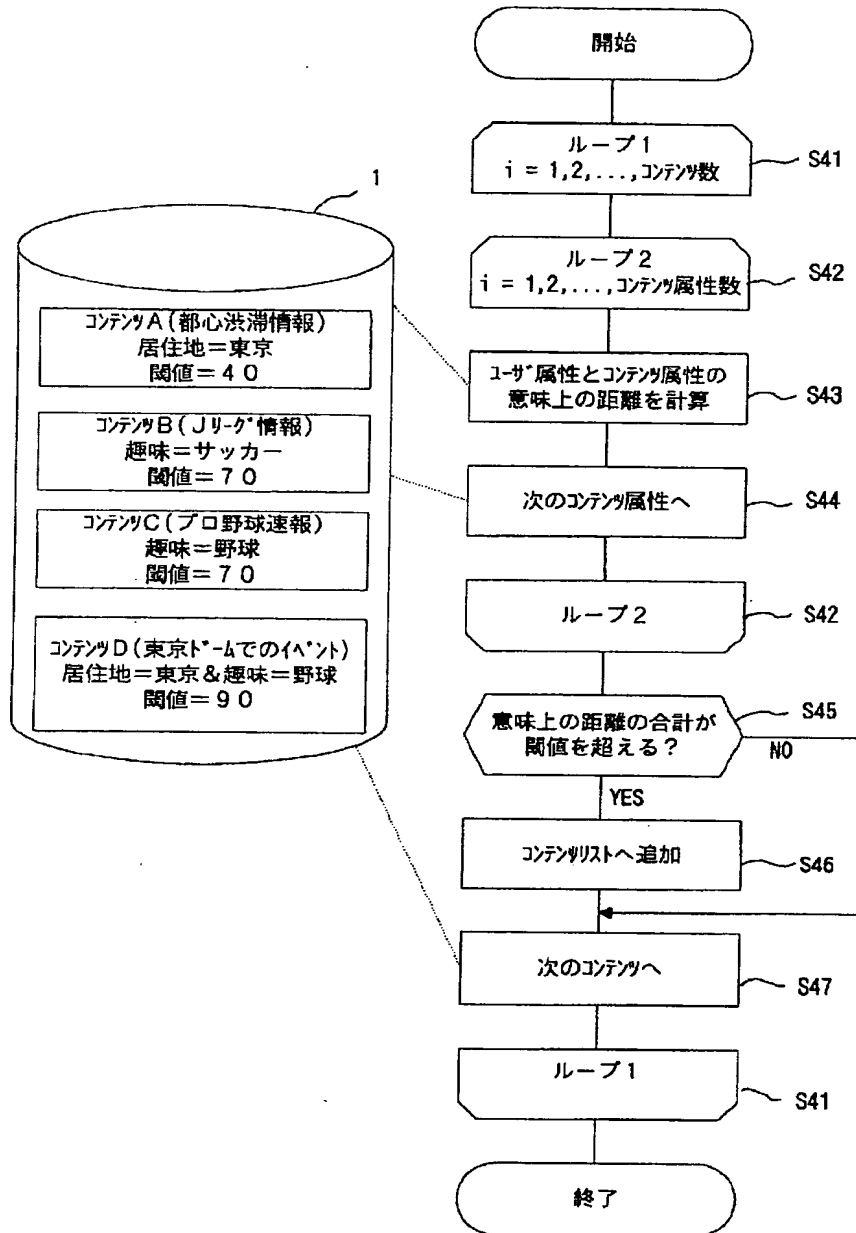 開始
ループ1
i = 1,2,...,ｺﾝﾃﾝﾂ数
S41
1
ループ2
i = 1,2,...,ｺﾝﾃﾝﾂ属性数
S42
ｺﾝﾃﾝﾂA(都心渋滞情報)
居住地=東京
閾値=40
ﾕｰｻﾞ属性とｺﾝﾃﾝﾂ属性の
意味上の距離を計算
S43
ｺﾝﾃﾝﾂB(Jﾘｰｸﾞ情報)
趣味=サッカー
閾値=70
次のｺﾝﾃﾝﾂ属性へ
S44
ｺﾝﾃﾝﾂC(プロ野球速報)
趣味=野球
閾値=70
ループ2
S42
ｺﾝﾃﾝﾂD(東京ﾄﾞｰﾑでのｲﾍﾞﾝﾄ)
居住地=東京&趣味=野球
閾値=90
意味上の距離の合計が
閾値を超える?
S45
NO
YES
ｺﾝﾃﾝﾂﾘｽﾄへ追加
S46
次のｺﾝﾃﾝﾂへ
S47
ループ1
S41
終了